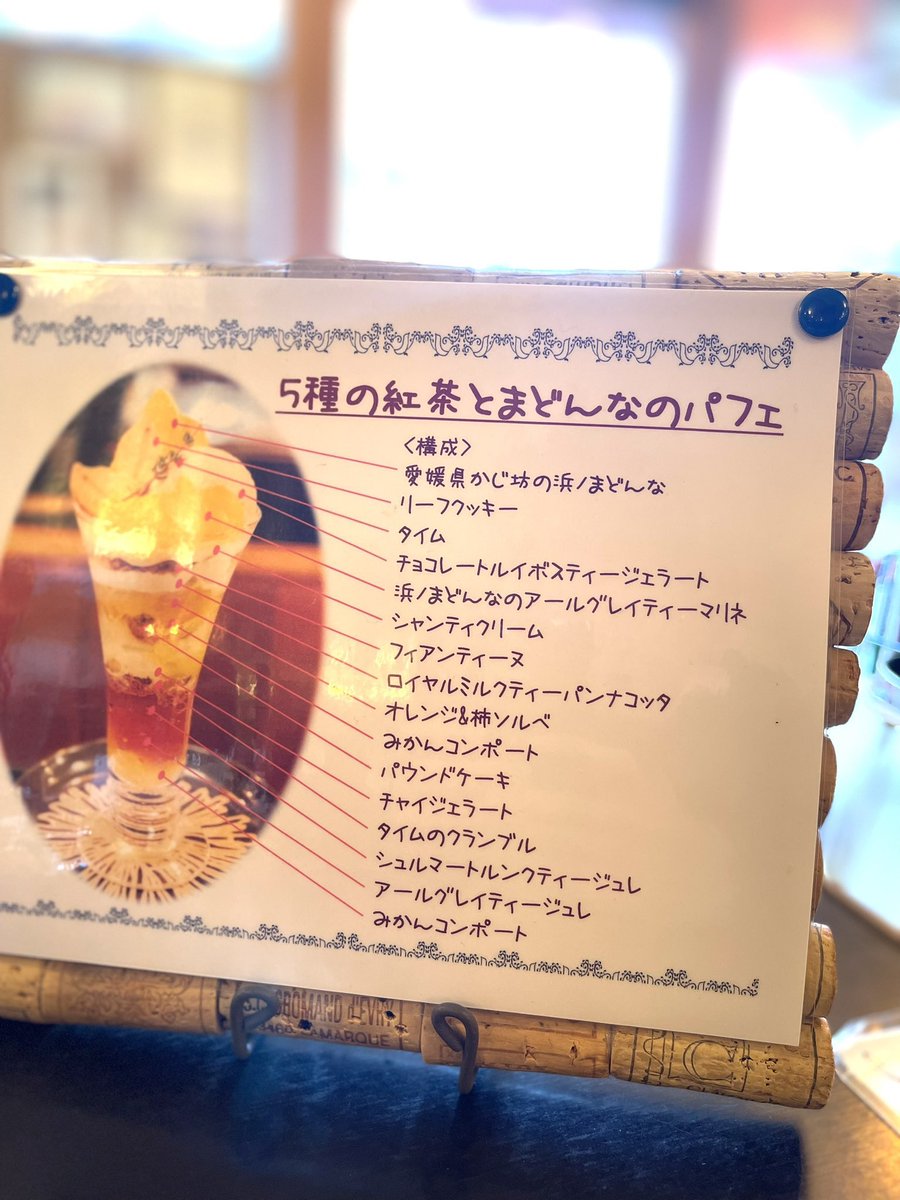 5種の紅茶とまどんなのパフェ
〈構成〉
愛媛県かじ坊の浜ノまどんな
リーフクッキー
タイム
チョコレートルイボスティージェラート
浜ノまどんなのアールグレイティーマリネ
シャンティクリーム
フィアンティーヌ
ロイヤルミルクティーパンナコッタ
オレンジ&柿ソルベ
みかんコンポート
パウンドケーキ
チャイジェラート
タイムのクランブル
シュルマートルンクティージュレ
アールグレイティージュレ
みかんコンポート
d'EVRY
LAMARQUE